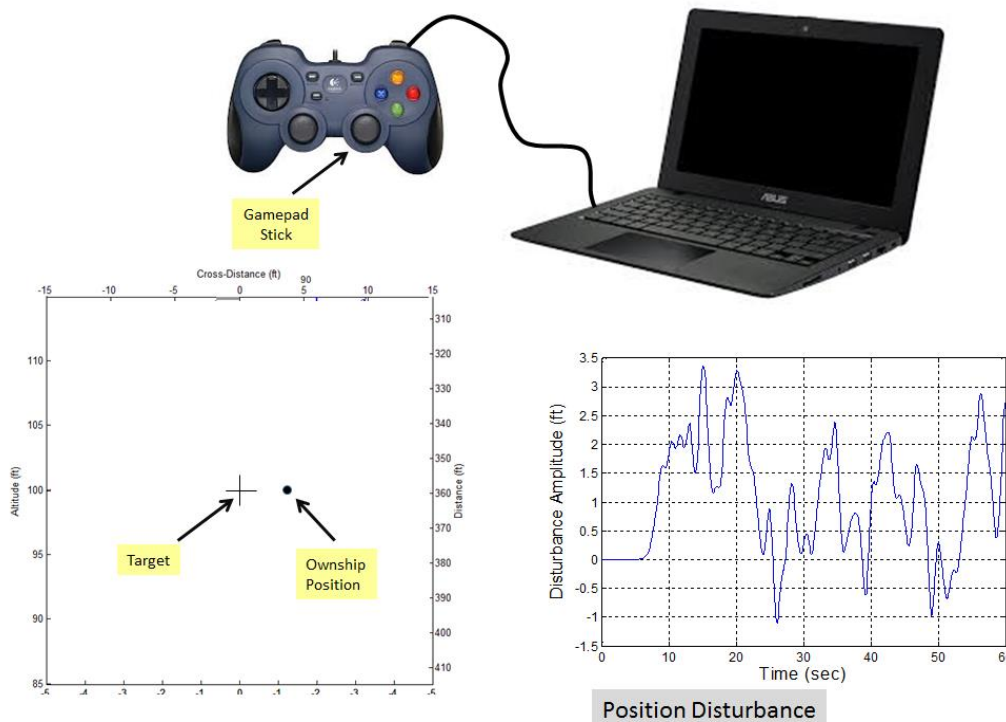 ASUS
Gamepad
Stick
Cross-Distance (ft)
90
-15 -10 -5 0 5 10 15
110
105
100
95
90
85
Altitude (ft)
310
320
330
340
350
360
370
380
390
400
410
Distance (ft)
Target
Ownship
Position
-5 -4 -3 -2 -1 0 -1 -2 -3 -4 -5
3.5
3
2.5
2
1.5
1
0.5
0
-0.5
-1
-1.5
Disturbance Amplitude (ft)
0 10 20 30 40 50 60
Time (sec)
Position Disturbance